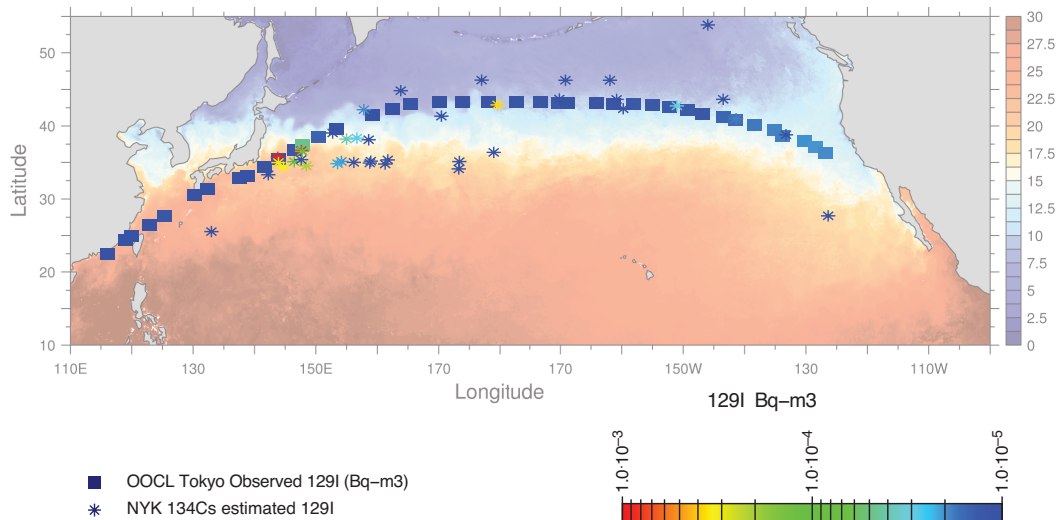 50
40
30
20
10
Latitude
110E
130
150E
170
170
150W
130
110W
Longitude
30
27.5
25
22.5
20
17.5
15
12.5
10
7.5
5
2.5
0
129I Bq−m3
1.0·10⁻³
1.0·10⁻⁴
1.0·10⁻⁵
OOCL Tokyo Observed 129I (Bq−m3)
NYK 134Cs estimated 129I